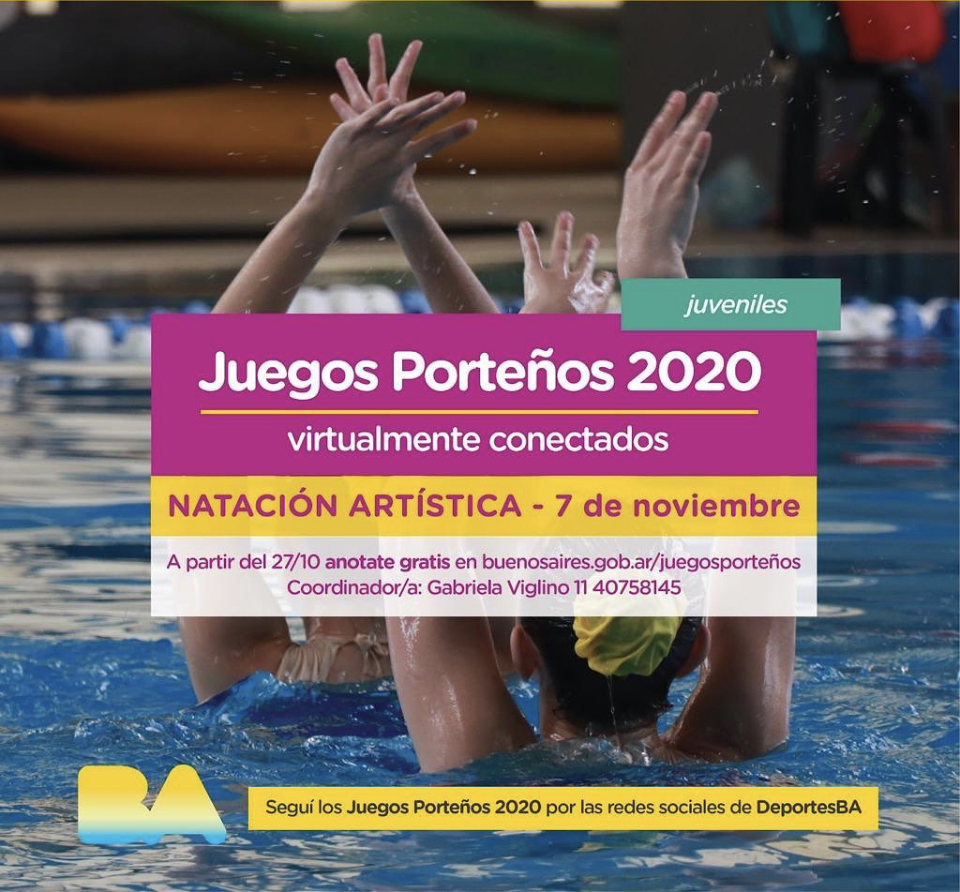 juveniles
Juegos Porteños 2020
virtualmente conectados
NATACIÓN ARTÍSTICA - 7 de noviembre
A partir del 27/10 anotate gratis en buenosaires.gob.ar/juegosporteños
Coordinador/a: Gabriela Viglino 11 40758145
BA
Seguí los Juegos Porteños 2020 por las redes sociales de DeportesBA